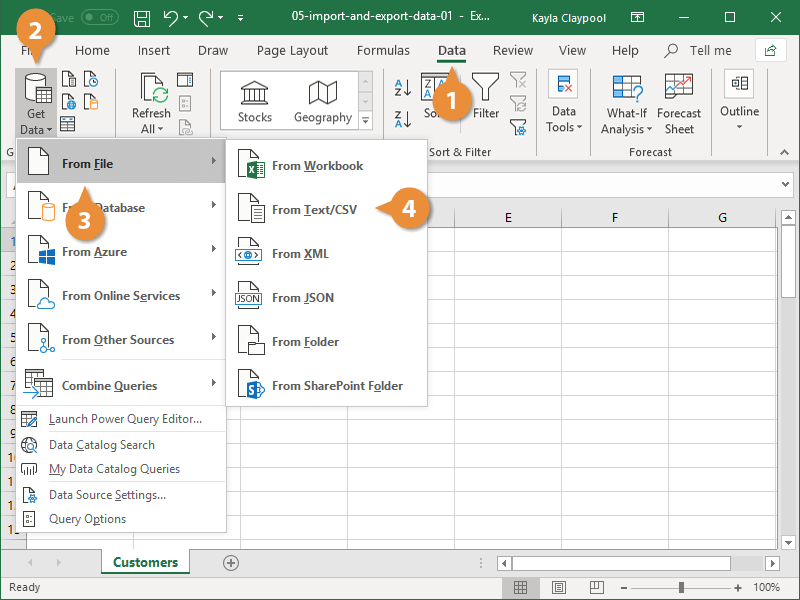 Save Off
05-import-and-export-data-01 - Ex...
Kayla Claypool
2
Home Insert Draw Page Layout Formulas Data Review View Help Tell me
1
Get
Data
Refresh
All
Stocks
Geography
A
Z
Z
A
Z A
Filter
Sort & Filter
Data
Tools
What-If
Analysis
Forecast
Sheet
Forecast
Outline
From File
3
From Azure
From Online Services
From Other Sources
Combine Queries
Launch Power Query Editor...
Data Catalog Search
My Data Catalog Queries
Data Source Settings...
Query Options
From Workbook
From Text/CSV
4
From XML
JSON
From JSON
From Folder
From SharePoint Folder
E F G
Customers
Ready
100%